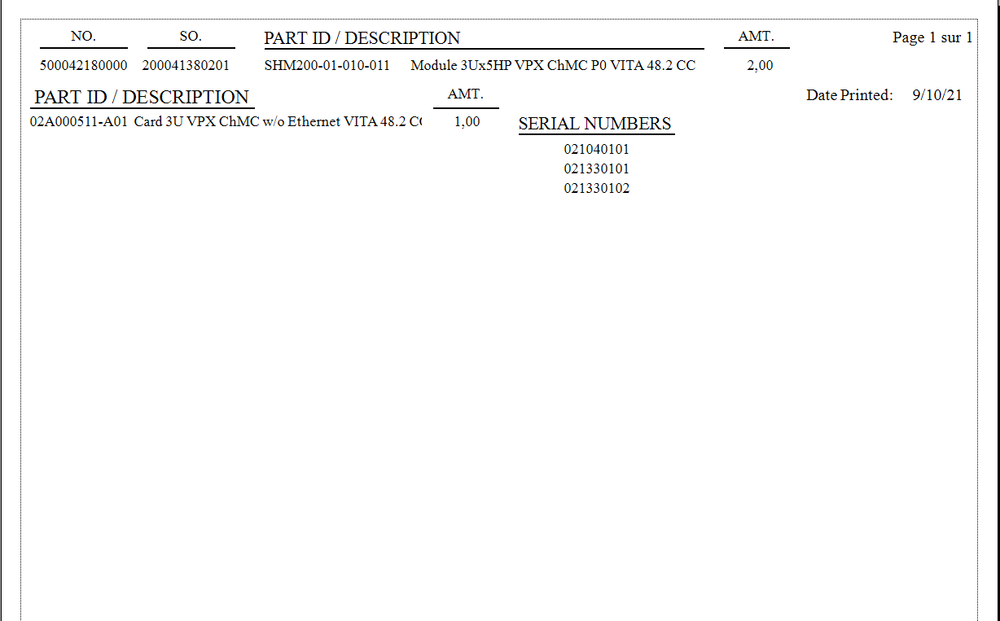 NO. SO. PART ID / DESCRIPTION AMT. Page 1 sur 1
500042180000 200041380201 SHM200-01-010-011 Module 3Ux5HP VPX ChMC P0 VITA 48.2 CC 2,00
PART ID / DESCRIPTION AMT. Date Printed: 9/10/21
02A000511-A01 Card 3U VPX ChMC w/o Ethernet VITA 48.2 C 1,00 SERIAL NUMBERS
021040101
021330101
021330102